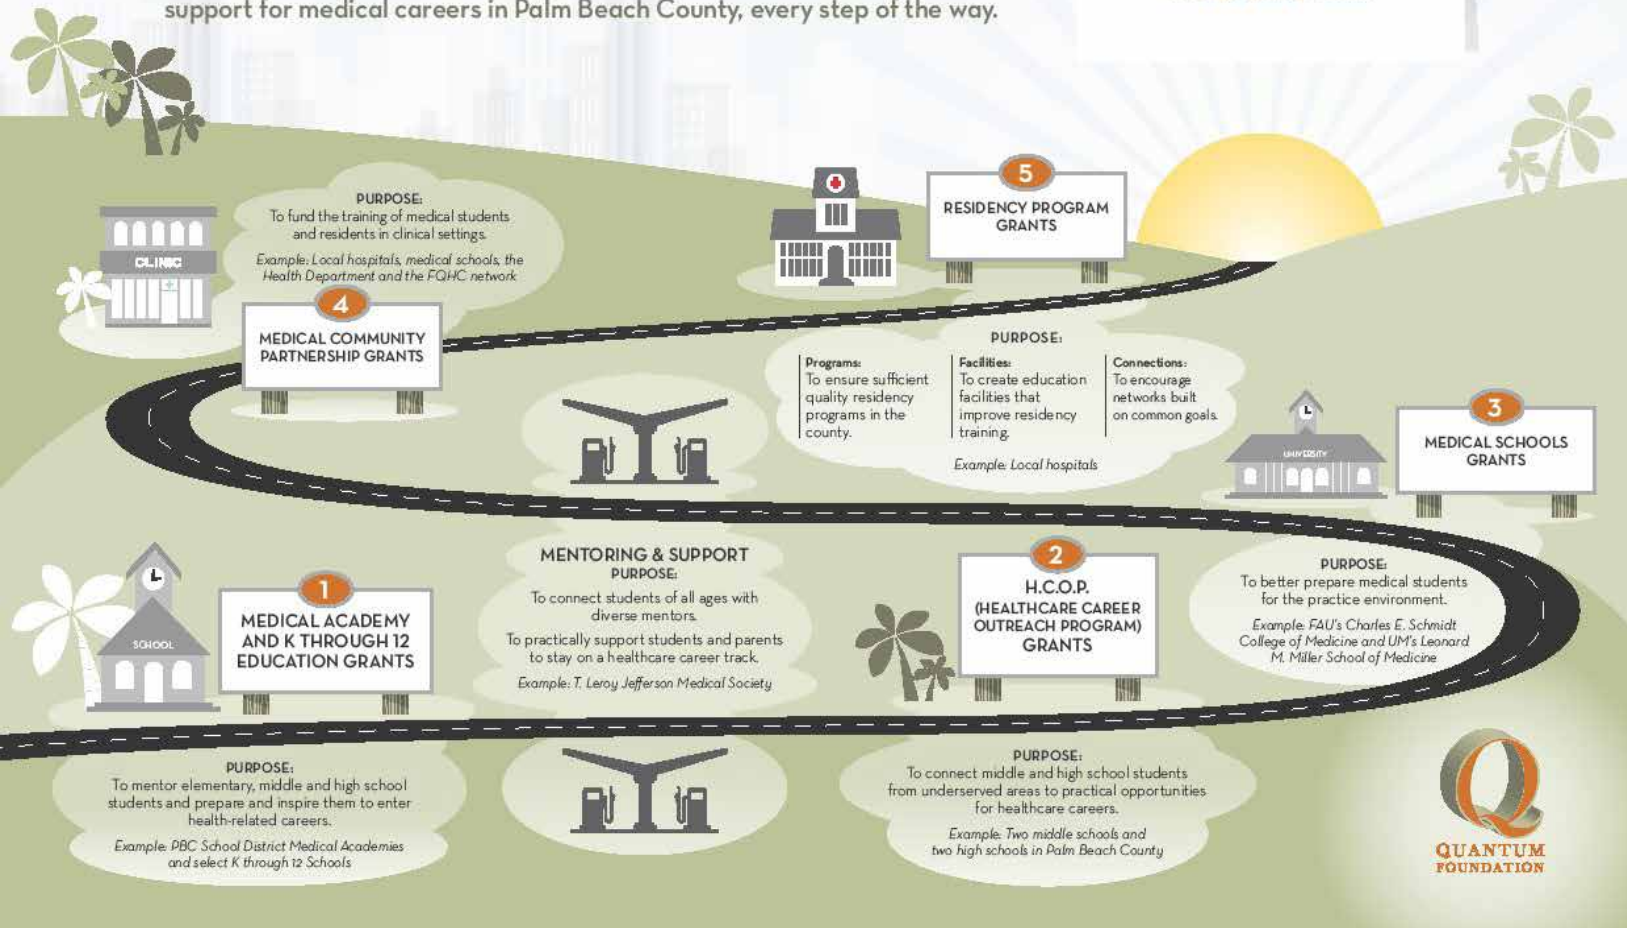 support for medical careers in Palm Beach County, every step of the way.
PURPOSE:
To fund the training of medical students
and residents in clinical settings.
Example: Local hospitals, medical schools, the
Health Department and the FQHC network
CLINIC
4
MEDICAL COMMUNITY
PARTNERSHIP GRANTS
5
RESIDENCY PROGRAM
GRANTS
PURPOSE:
Programs:
To ensure sufficient
quality residency
programs in the
county.
Facilities:
To create education
facilities that
improve residency
training.
Connections:
To encourage
networks built
on common goals.
Example: Local hospitals
UNIVERSITY
3
MEDICAL SCHOOLS
GRANTS
PURPOSE:
To better prepare medical students
for the practice environment.
Example: FAU's Charles E. Schmidt
College of Medicine and UM's Leonard
M. Miller School of Medicine
SCHOOL
1
MEDICAL ACADEMY
AND K THROUGH 12
EDUCATION GRANTS
MENTORING & SUPPORT
PURPOSE:
To connect students of all ages with
diverse mentors.
To practically support students and parents
to stay on a healthcare career track.
Example: T. Leroy Jefferson Medical Society
2
H.C.O.P.
(HEALTHCARE CAREER
OUTREACH PROGRAM)
GRANTS
PURPOSE:
To mentor elementary, middle and high school
students and prepare and inspire them to enter
health-related careers.
Example: PBC School District Medical Academies
and select K through 12 Schools
PURPOSE:
To connect middle and high school students
from underserved areas to practical opportunities
for healthcare careers.
Example: Two middle schools and
two high schools in Palm Beach County
QUANTUM
FOUNDATION